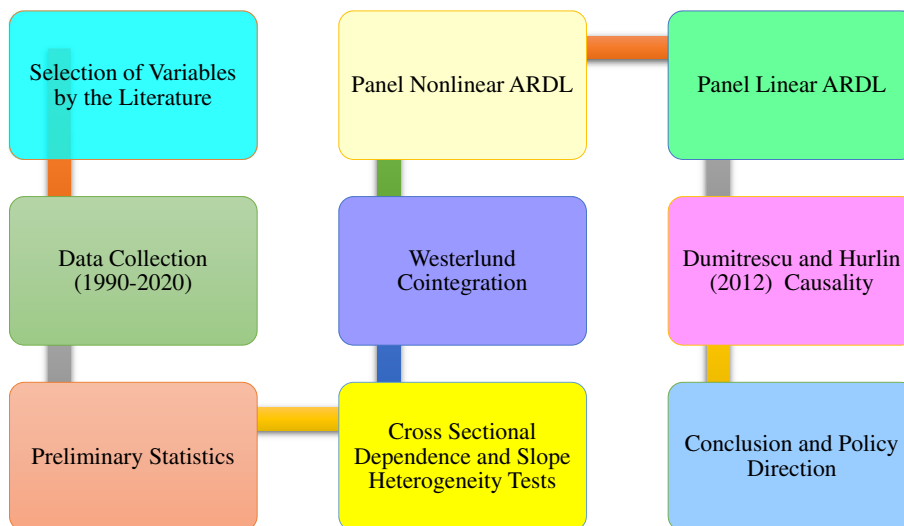 Selection of Variables
by the Literature
Data Collection
(1990-2020)
Preliminary Statistics
Cross Sectional
Dependence and Slope
Heterogeneity Tests
Westerlund
Cointegration
Panel Nonlinear ARDL
Panel Linear ARDL
Dumitrescu and Hurlin
(2012) Causality
Conclusion and Policy
Direction